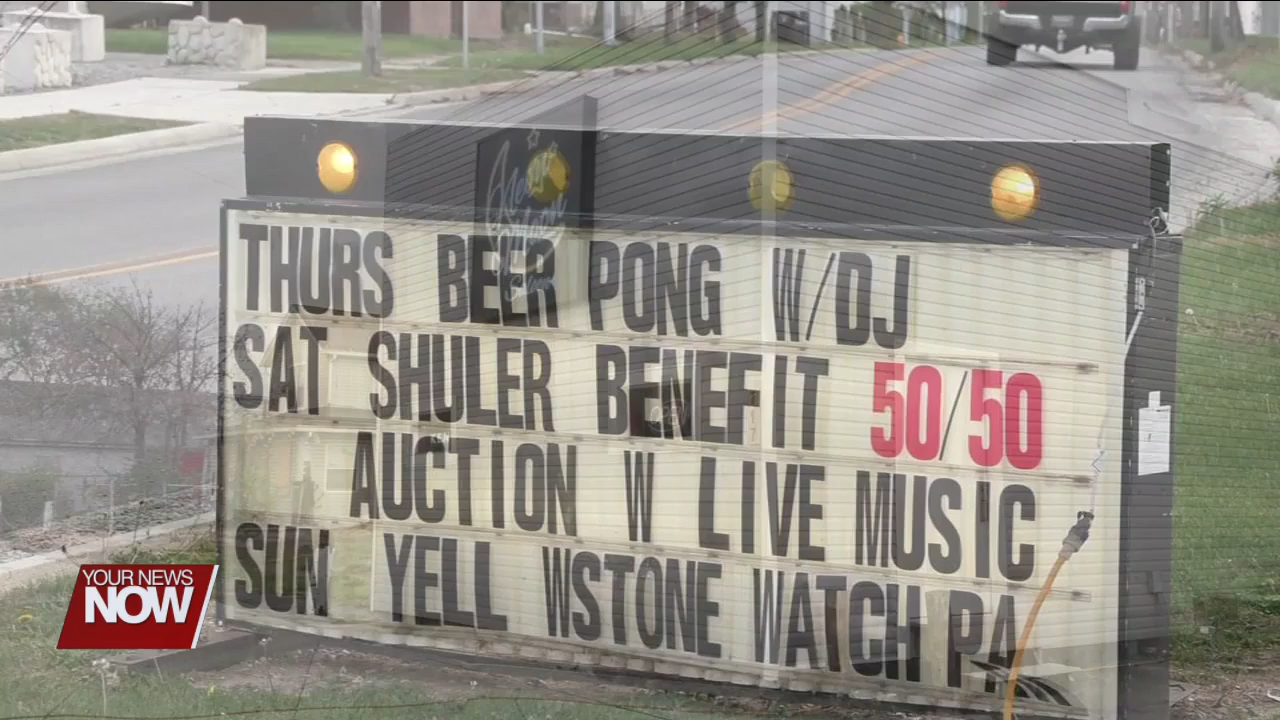 THURS BEER PONG W/DJ
SAT SHULER BENEFIT 50/50
AUCTION W LIVE MUSIC
SUN YELL WSTONE WATCH PA
YOUR NEWS
NOW